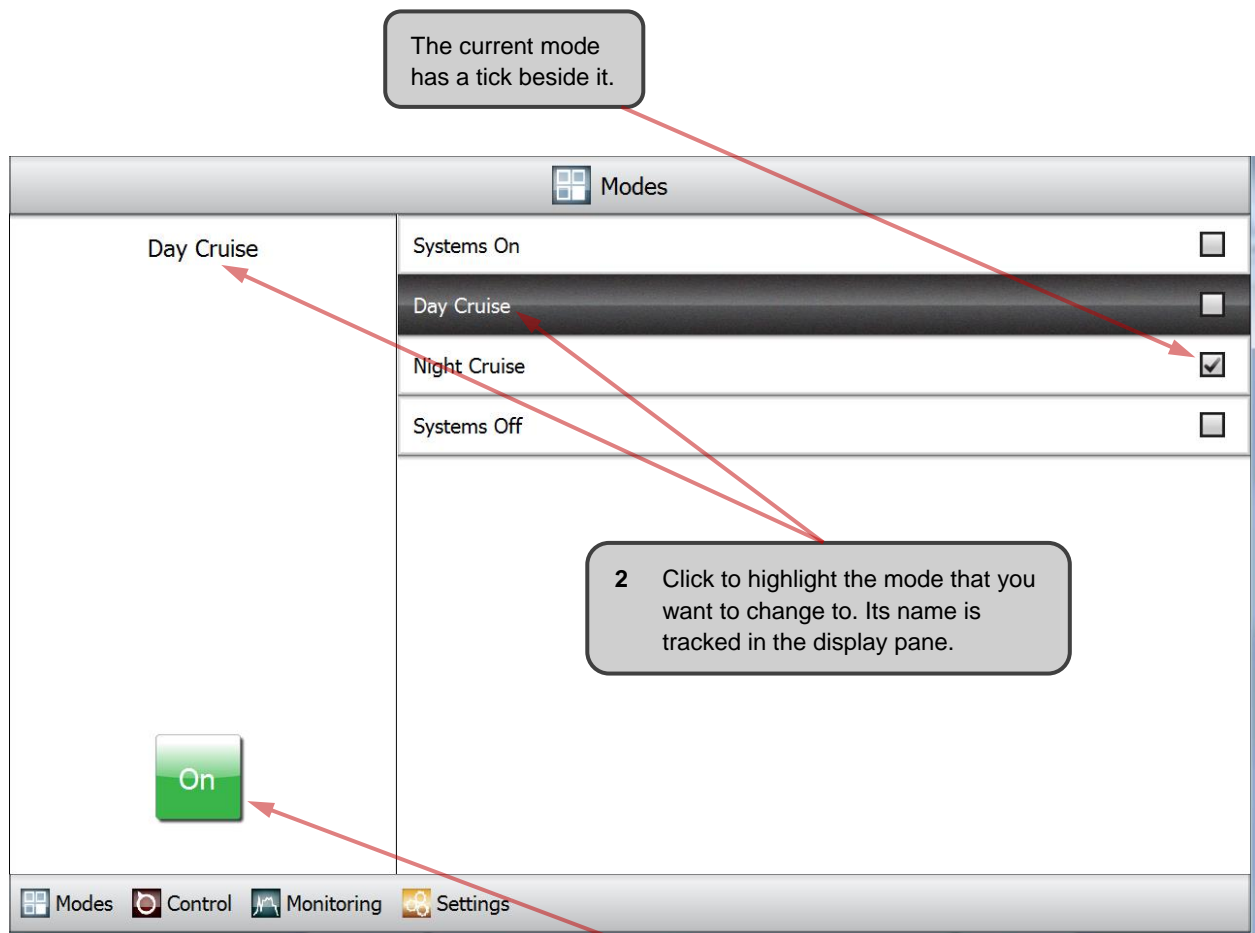 The current mode
has a tick beside it.
Modes
Day Cruise
Systems On
Day Cruise
Night Cruise
Systems Off
2 Click to highlight the mode that you
want to change to. Its name is
tracked in the display pane.
On
Modes Control Monitoring Settings